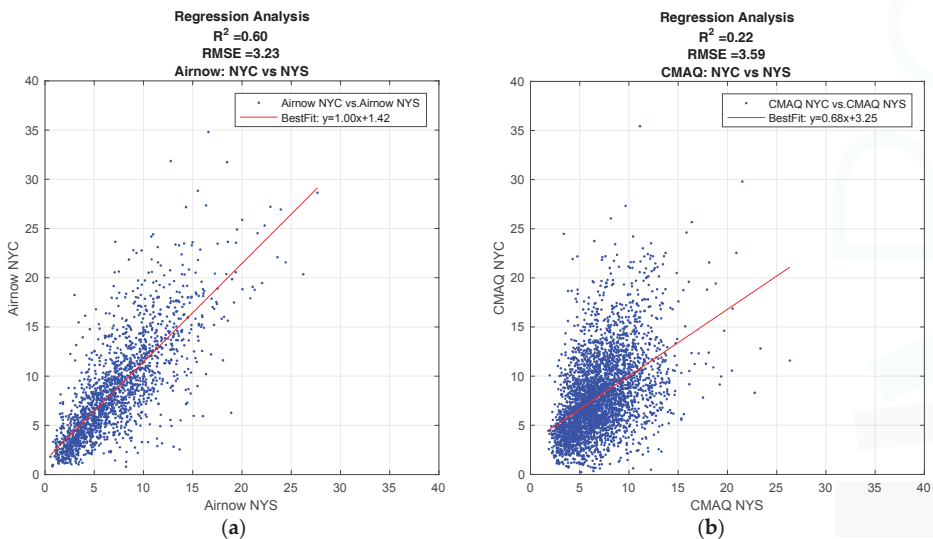 Regression Analysis
R² =0.60
RMSE =3.23
Airnow: NYC vs NYS
40
35
30
25
20
15
10
5
0
Airnow NYC
Airnow NYC vs.Airnow NYS
BestFit: y=1.00x+1.42
0 5 10 15 20 25 30 35 40
Airnow NYS
(a)
Regression Analysis
R² =0.22
RMSE =3.59
CMAQ: NYC vs NYS
40
35
30
25
20
15
10
5
0
CMAQ NYC
CMAQ NYC vs.CMAQ NYS
BestFit: y=0.68x+3.25
0 5 10 15 20 25 30 35 40
CMAQ NYS
(b)